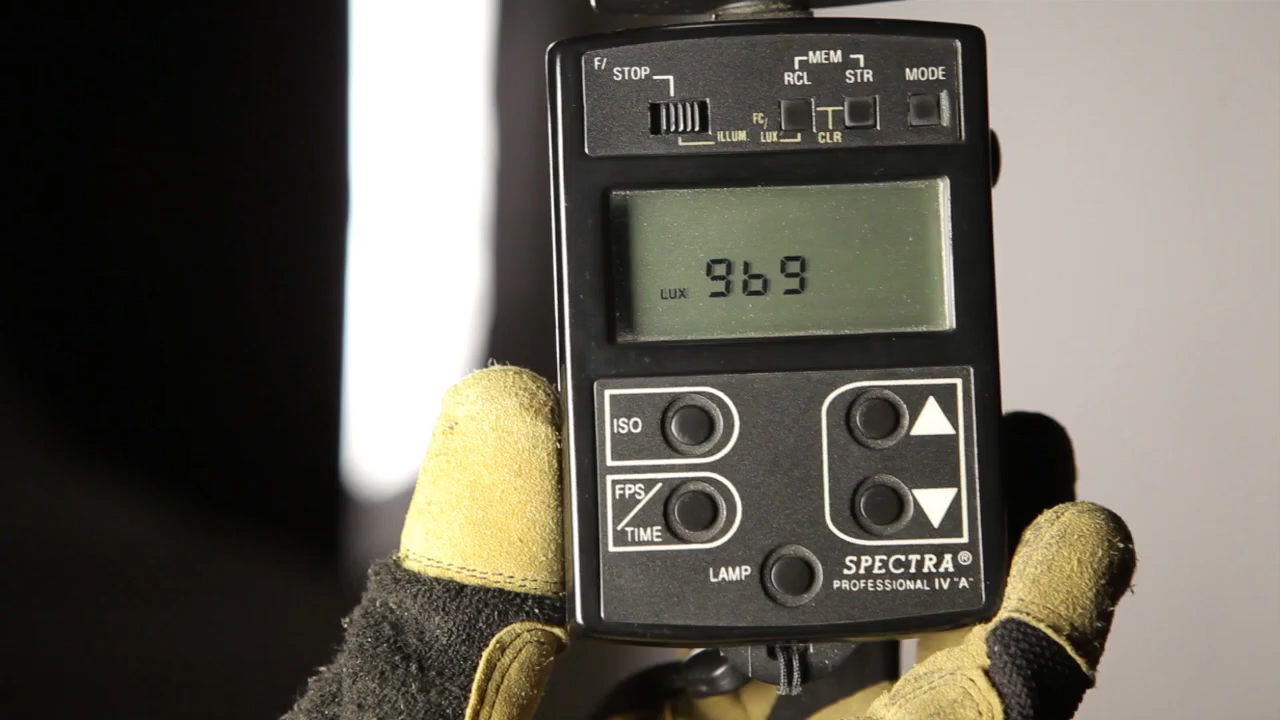 F/ STOP
MEM
RCL STR MODE
FC/
LUX
ILLUM.
CLR
LUX 969
ISO
FPS/TIME
LAMP
SPECTRA®
PROFESSIONAL IV "A"